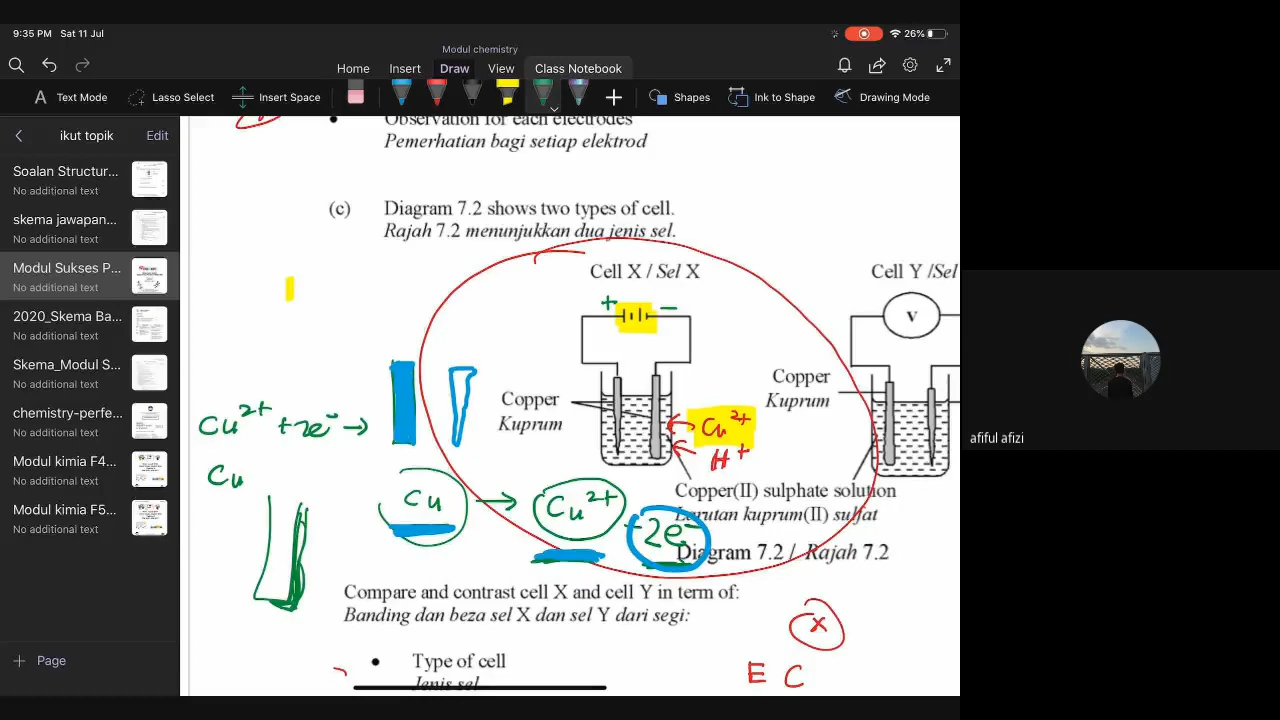 9:35 PM Sat 11 Jul
26%
Modul chemistry
Home Insert Draw View Class Notebook
A Text Mode Lasso Select Insert Space Shapes Ink to Shape Drawing Mode
ikut topik Edit
Soalan Structur...
No additional text
skema jawapan...
No additional text
Modul Sukses P...
No additional text
2020_Skema Ba...
No additional text
Skema_Modul S...
No additional text
chemistry-perfe...
No additional text
Modul kimia F4...
No additional text
Modul kimia F5...
No additional text
Page
Observation for each electrodes
Pemerhatian bagi setiap elektrod
(c) Diagram 7.2 shows two types of cell.
Rajah 7.2 menunjukkan dua jenis sel.
Cell X / Sel X
Cell Y /Sel
+ −
V
Copper
Kuprum
Copper
Kuprum
Cu²⁺
H⁺
Cu²⁺ + 2e⁻ →
Cu
Cu → Cu²⁺ 2e⁻
Copper(II) sulphate solution
Larutan kuprum(II) sulfat
Diagram 7.2 / Rajah 7.2
Compare and contrast cell X and cell Y in term of:
Banding dan beza sel X dan sel Y dari segi:
X
Type of cell
Jenis sel
E C
afiful afizi